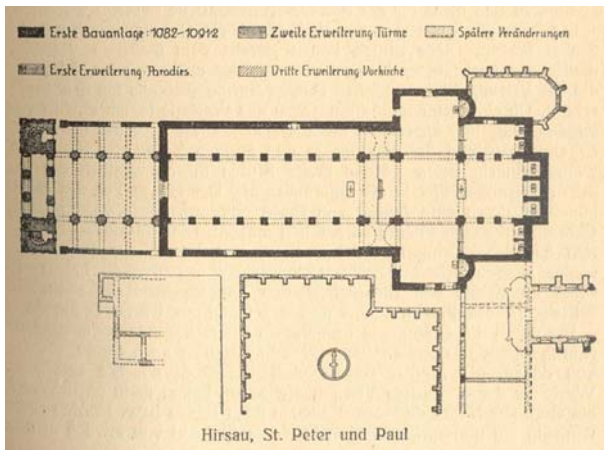 Erste Bauanlage: 1082-1091² Zweite Erweiterung: Türme Spätere Veränderungen
Erste Erweiterung: Paradies. Dritte Erweiterung Vorkirche
Hirsau, St. Peter und Paul